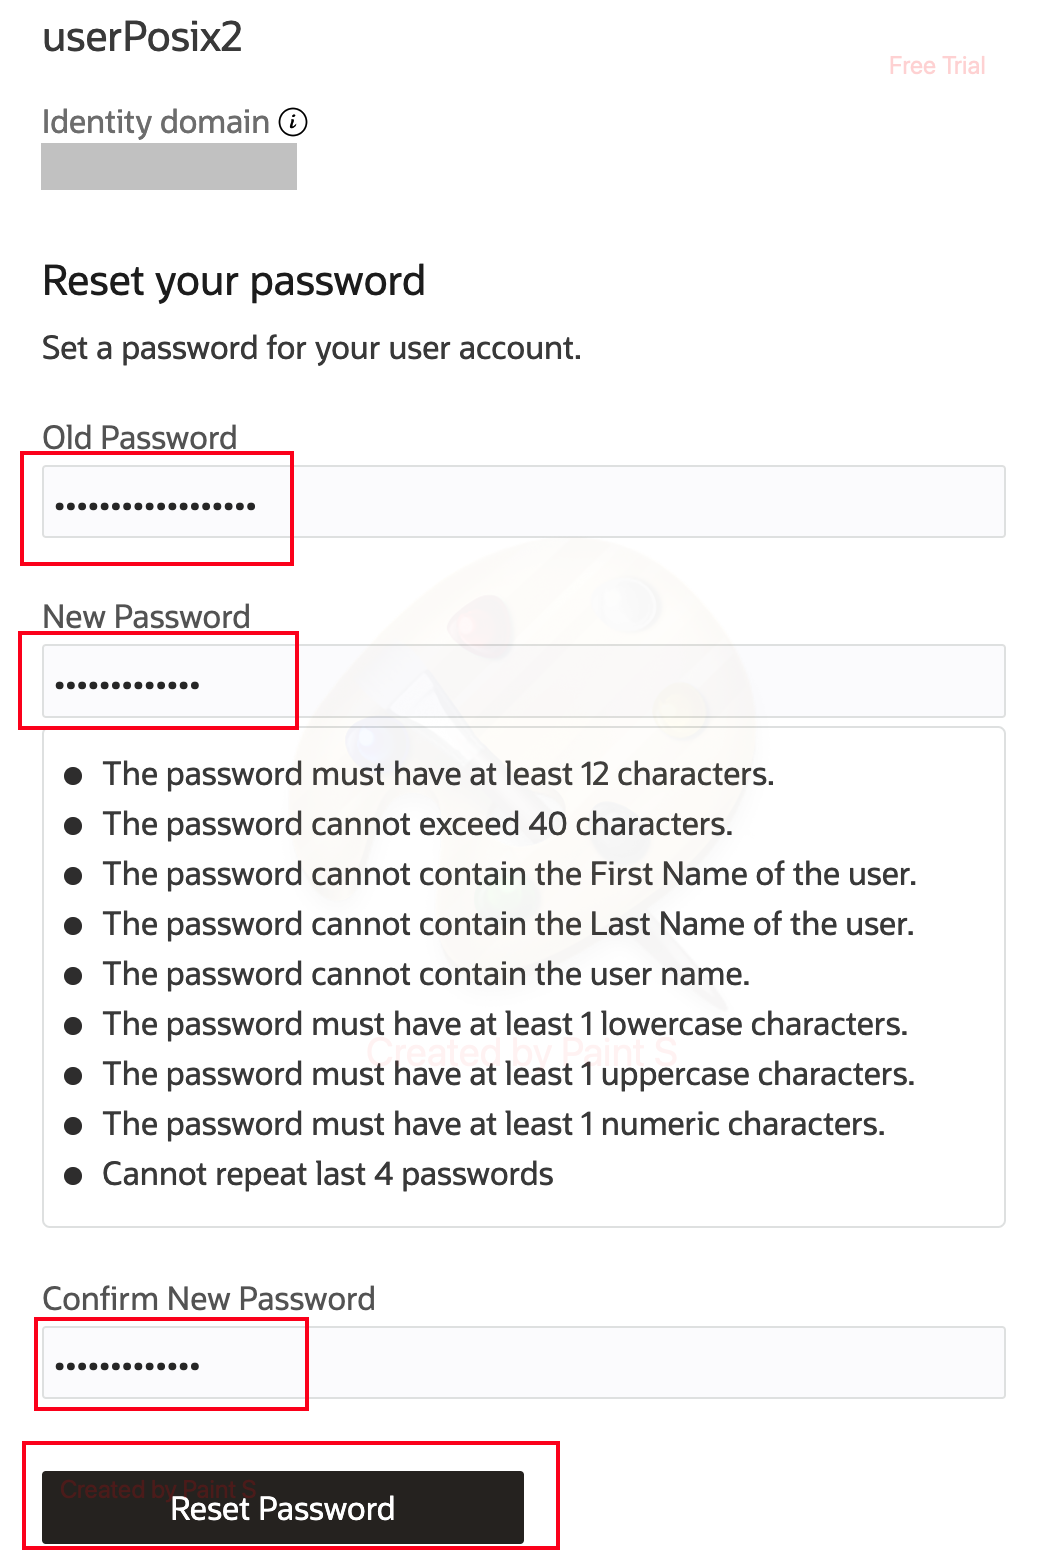 userPosix2
Free Trial
Identity domain i
Reset your password
Set a password for your user account.
Old Password
••••••••••••••••••
New Password
•••••••••••••
● The password must have at least 12 characters.
● The password cannot exceed 40 characters.
● The password cannot contain the First Name of the user.
● The password cannot contain the Last Name of the user.
● The password cannot contain the user name.
● The password must have at least 1 lowercase characters.
Created by Paint S
● The password must have at least 1 uppercase characters.
● The password must have at least 1 numeric characters.
● Cannot repeat last 4 passwords
Confirm New Password
•••••••••••••
Created by Paint S
Reset Password